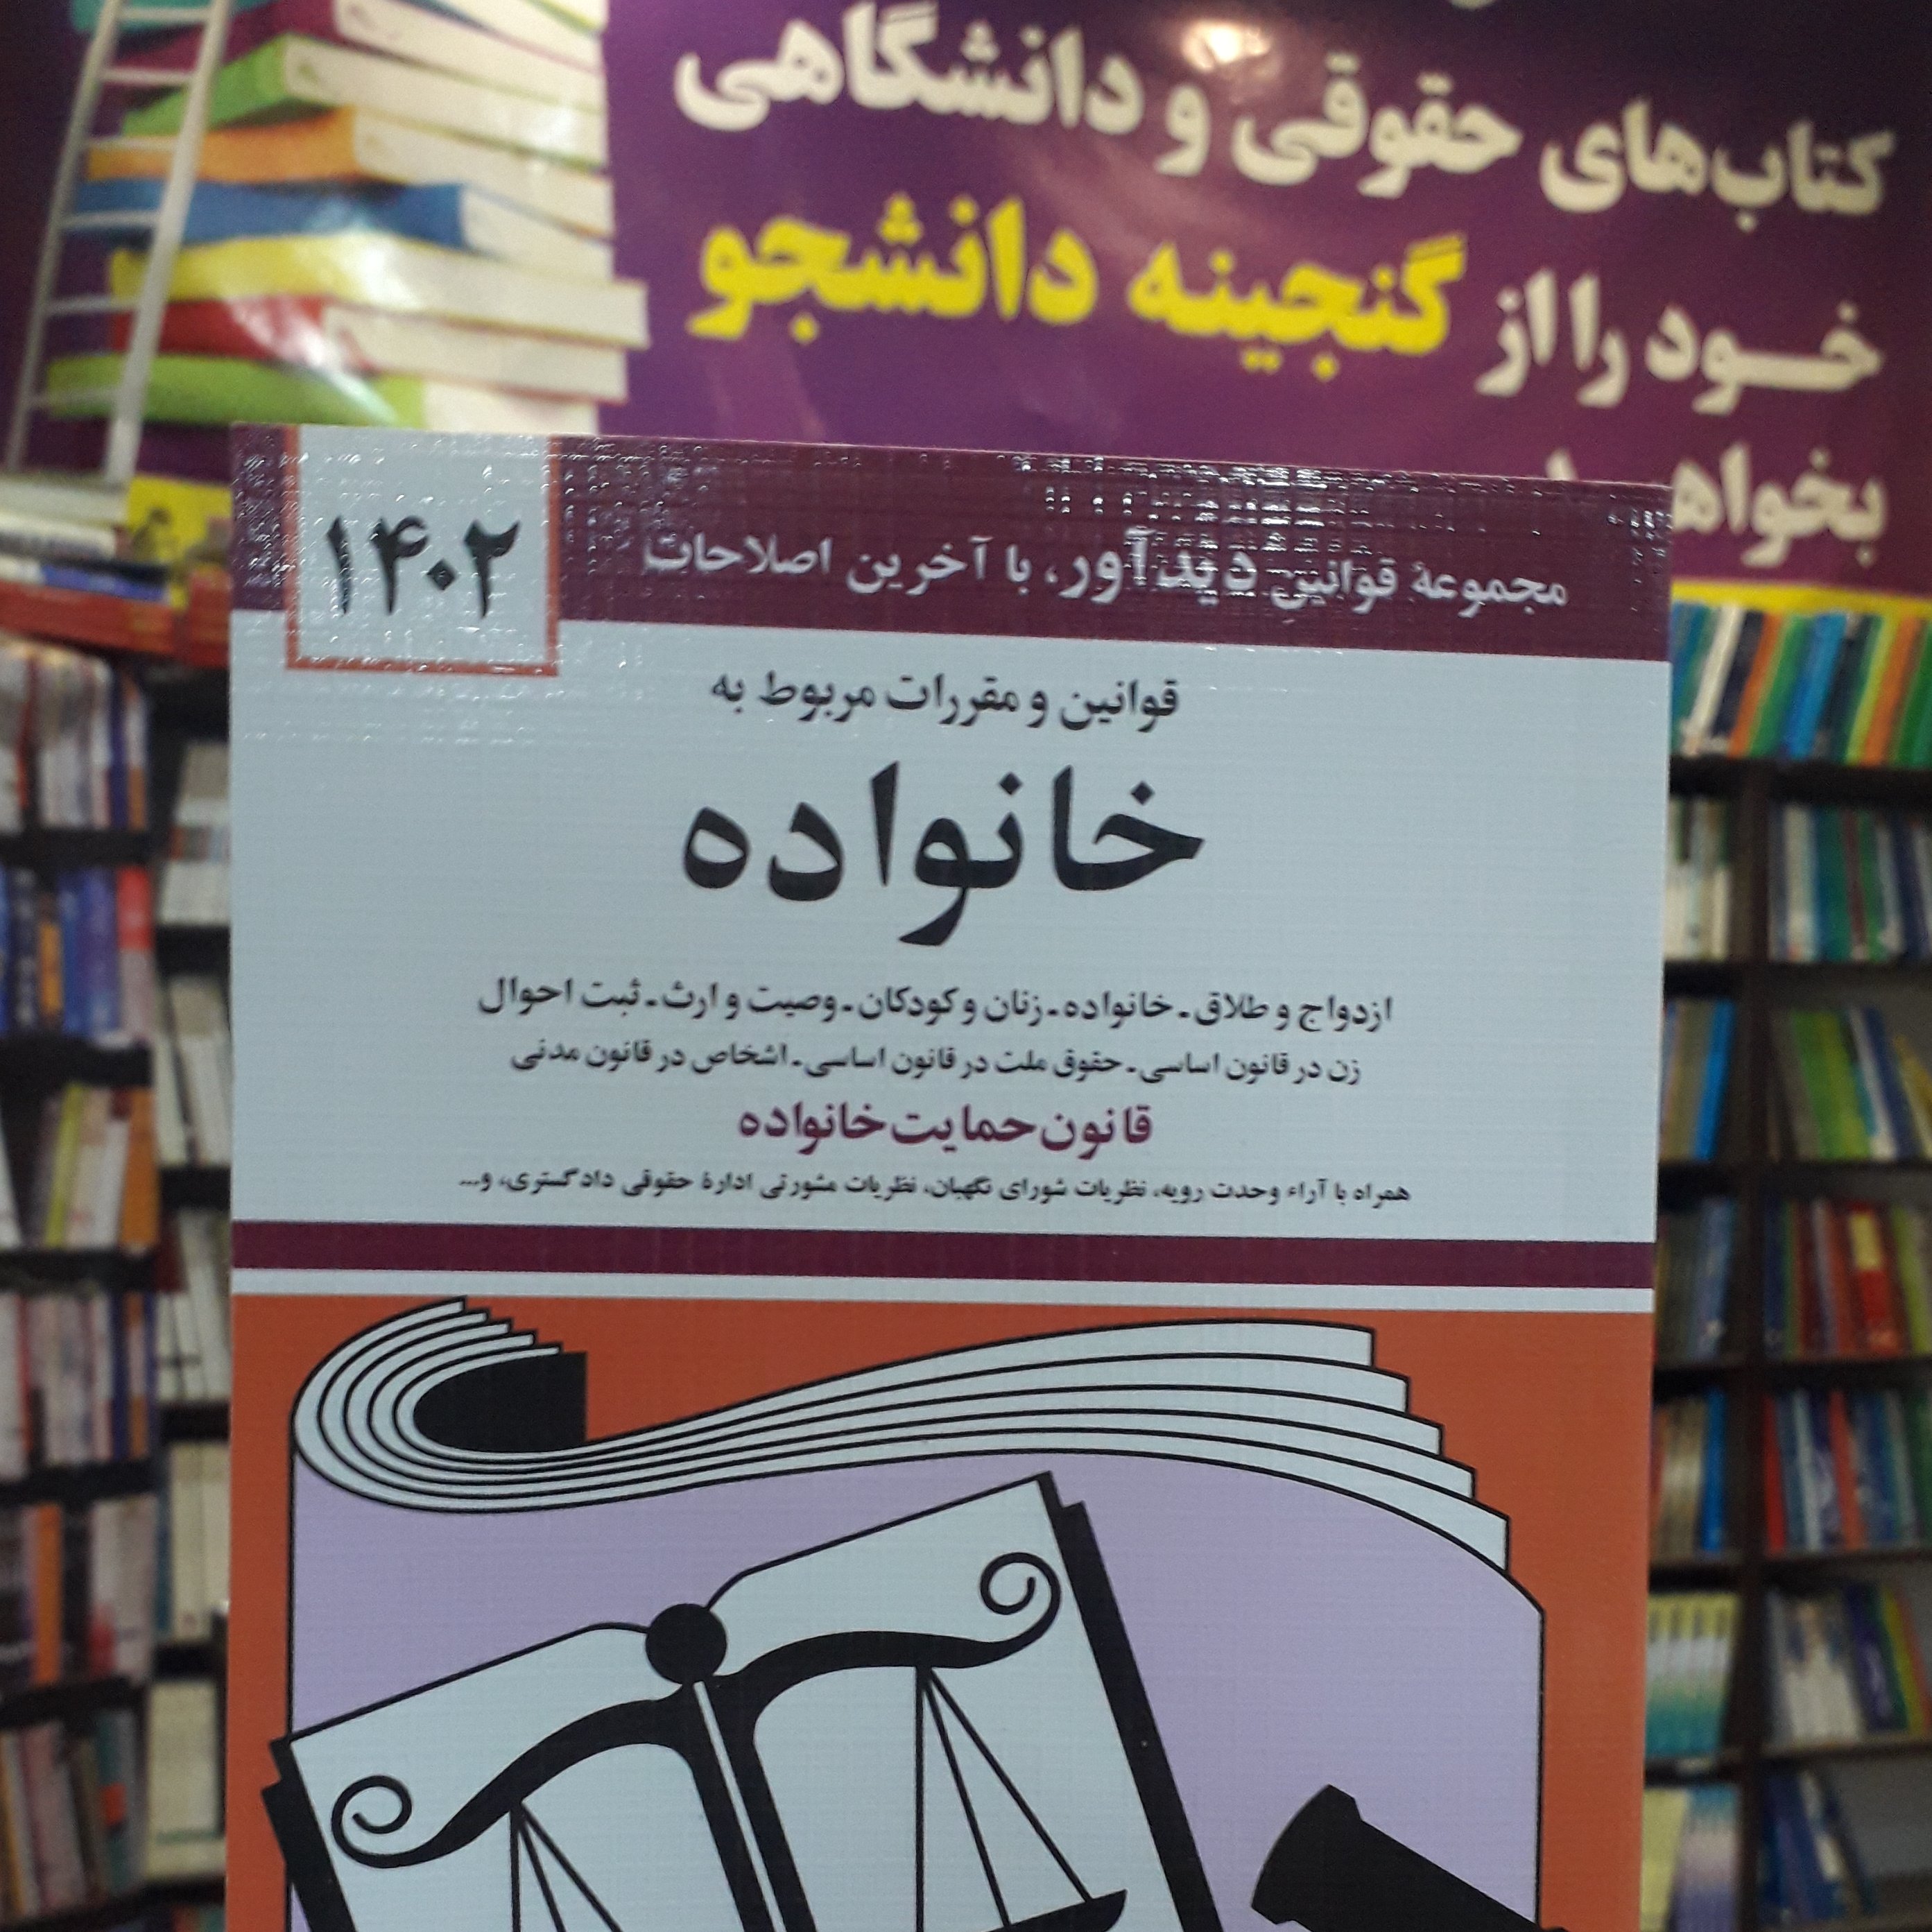 کتاب‌های حقوقی و دانشگاهی
خود را از گنجینه دانشجو
۱۴۰۲
مجموعهٔ قوانینِ دیدآور، با آخرین اصلاحات
قوانین و مقررات مربوط به
خانواده
ازدواج و طلاق ـ خانواده ـ زنان و کودکان ـ وصیت و ارث ـ ثبت احوال
زن در قانون اساسی ـ حقوق ملت در قانون اساسی ـ اشخاص در قانون مدنی
قانون حمایت خانواده
همراه با آراء وحدت رویه، نظریات شورای نگهبان، نظریات مشورتی ادارهٔ حقوقی دادگستری، و...